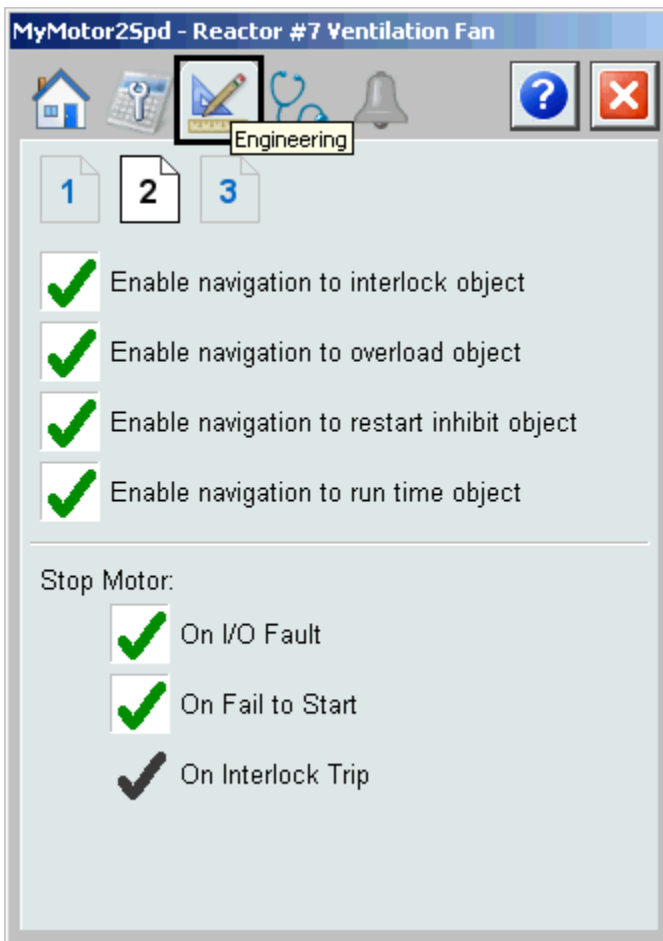 MyMotor2Spd - Reactor #7 Ventilation Fan
?
Engineering
1 2 3
Enable navigation to interlock object
Enable navigation to overload object
Enable navigation to restart inhibit object
Enable navigation to run time object
Stop Motor:
On I/O Fault
On Fail to Start
On Interlock Trip